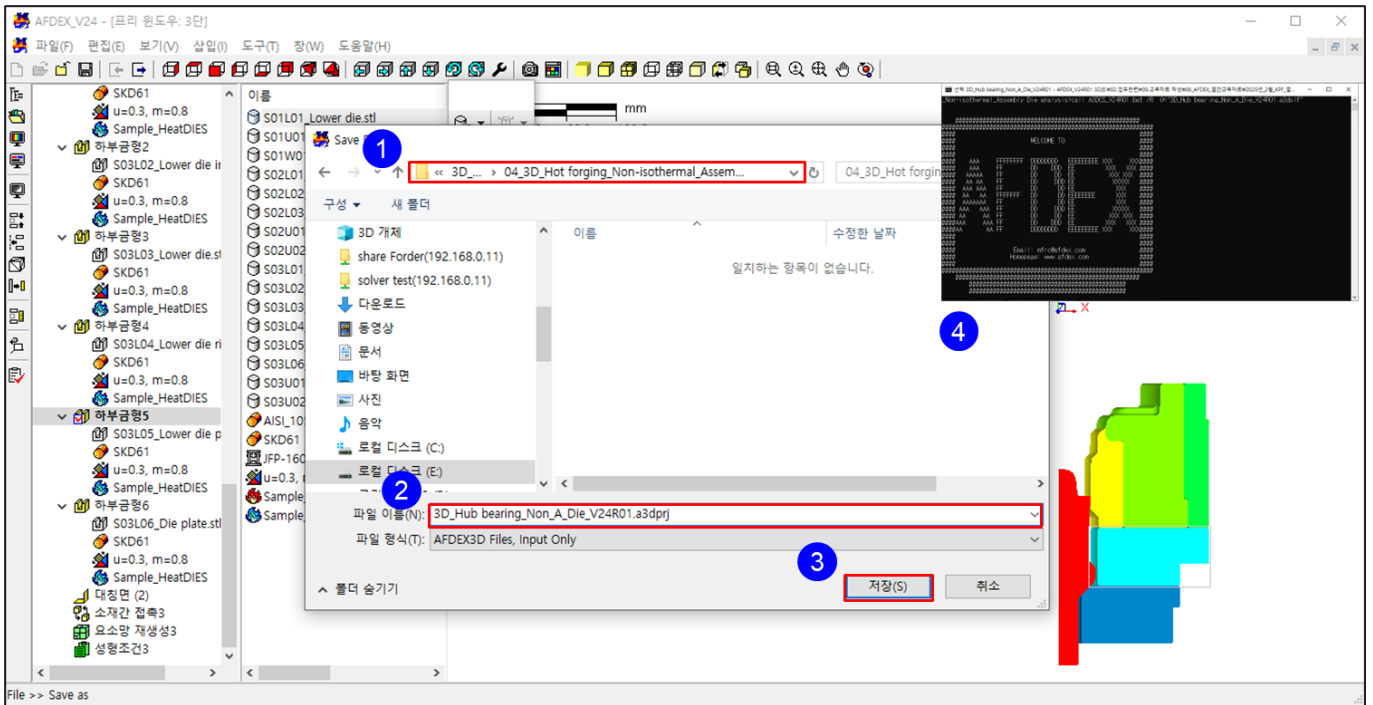 AFDEX_V24 - [프리 윈도우: 3단]
파일(F) 편집(E) 보기(V) 삽입(I) 도구(T) 창(W) 도움말(H)
SKD61
u=0.3, m=0.8
Sample_HeatDIES
하부금형2
S03L02_Lower die in
SKD61
u=0.3, m=0.8
Sample_HeatDIES
하부금형3
S03L03_Lower die.st
SKD61
u=0.3, m=0.8
Sample_HeatDIES
하부금형4
S03L04_Lower die ri
SKD61
u=0.3, m=0.8
Sample_HeatDIES
하부금형5
S03L05_Lower die p
SKD61
u=0.3, m=0.8
Sample_HeatDIES
하부금형6
S03L06_Die plate.stl
SKD61
u=0.3, m=0.8
Sample_HeatDIES
대칭면 (2)
소재간 접촉3
요소망 재생성3
성형조건3
이름
S01L01_Lower die.stl
S01U01
S01W0
S02L01
S02L02
S02L03
S02U01
S02U02
S03L01
S03L02
S03L03
S03L04
S03L05
S03L06
S03U01
S03U02
AISI_10
SKD61
JFP-160
u=0.3, 
Sample
Sample
mm
Save
1
« 3D_... › 04_3D_Hot forging_Non-isothermal_Assem...
04_3D_Hot forgin
구성 새 폴더
3D 개체
share Forder(192.168.0.11)
solver test(192.168.0.11)
다운로드
동영상
문서
바탕 화면
사진
음악
로컬 디스크 (C:)
로컬 디스크 (E:)
이름 수정한 날짜
일치하는 항목이 없습니다.
2
파일 이름(N): 3D_Hub bearing_Non_A_Die_V24R01.a3dprj
파일 형식(T): AFDEX3D Files, Input Only
3
폴더 숨기기
저장(S) 취소
WELCOME TO
Email: mfrc@afdex.com
Homepage: www.afdex.com
4
X
File >> Save as